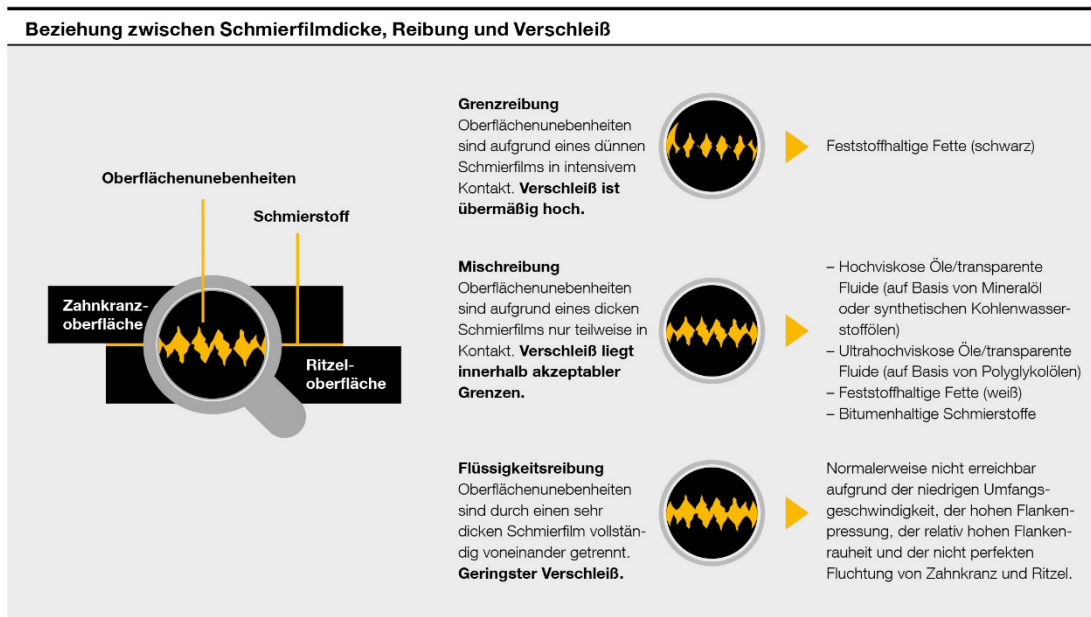 Beziehung zwischen Schmierfilmdicke, Reibung und Verschleiß
Oberflächenunebenheiten
Schmierstoff
Zahnkranz-
oberfläche
Ritzel-
oberfläche
Grenzreibung
Oberflächenunebenheiten
sind aufgrund eines dünnen
Schmierfilms in intensivem
Kontakt. Verschleiß ist
übermäßig hoch.
Feststoffhaltige Fette (schwarz)
Mischreibung
Oberflächenunebenheiten
sind aufgrund eines dicken
Schmierfilms nur teilweise in
Kontakt. Verschleiß liegt
innerhalb akzeptabler
Grenzen.
– Hochviskose Öle/transparente
Fluide (auf Basis von Mineralöl
oder synthetischen Kohlenwasser-
stoffölen)
– Ultrahochviskose Öle/transparente
Fluide (auf Basis von Polyglykolölen)
– Feststoffhaltige Fette (weiß)
– Bitumenhaltige Schmierstoffe
Flüssigkeitsreibung
Oberflächenunebenheiten
sind durch einen sehr
dicken Schmierfilm vollstän-
dig voneinander getrennt.
Geringster Verschleiß.
Normalerweise nicht erreichbar
aufgrund der niedrigen Umfangs-
geschwindigkeit, der hohen Flanken-
pressung, der relativ hohen Flanken-
rauheit und der nicht perfekten
Fluchtung von Zahnkranz und Ritzel.